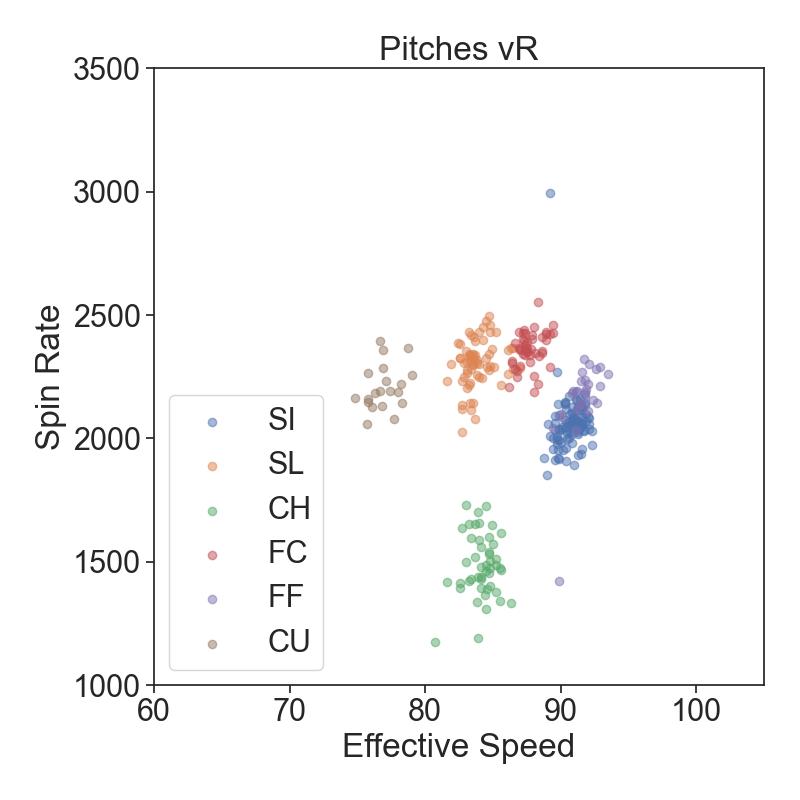 Pitches vR
3500
3000
2500
2000
1500
1000
Spin Rate
SI
SL
CH
FC
FF
CU
60 70 80 90 100
Effective Speed